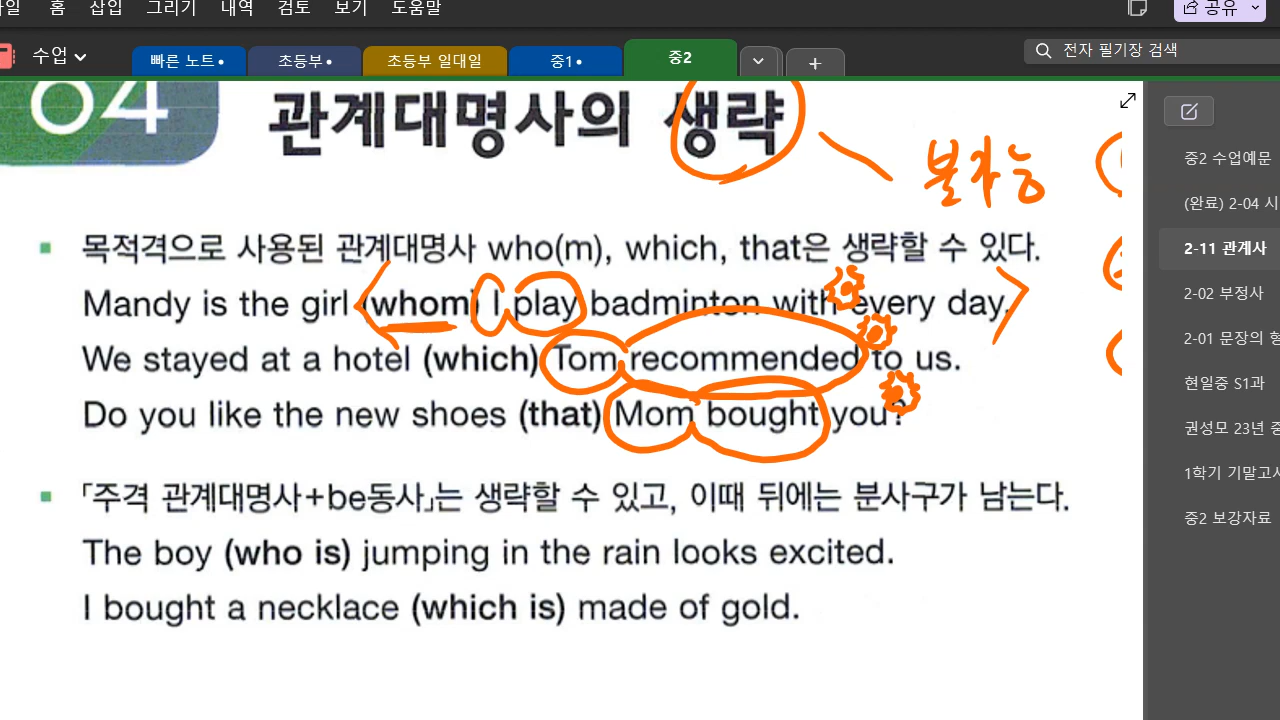 파일 홈 삽입 그리기 내역 검토 보기 도움말
공유
수업
빠른 노트
초등부
초등부 일대일
중1
중2
전자 필기장 검색
04 관계대명사의 생략
불가능
목적격으로 사용된 관계대명사 who(m), which, that은 생략할 수 있다.
Mandy is the girl (whom) I play badminton with every day.
We stayed at a hotel (which) Tom recommended to us.
Do you like the new shoes (that) Mom bought you?
「주격 관계대명사+be동사」는 생략할 수 있고, 이때 뒤에는 분사구가 남는다.
The boy (who is) jumping in the rain looks excited.
I bought a necklace (which is) made of gold.
중2 수업예문
(완료) 2-04 시
2-11 관계사
2-02 부정사
2-01 문장의 형
현일중 S1과
권성모 23년 중
1학기 기말고사
중2 보강자료